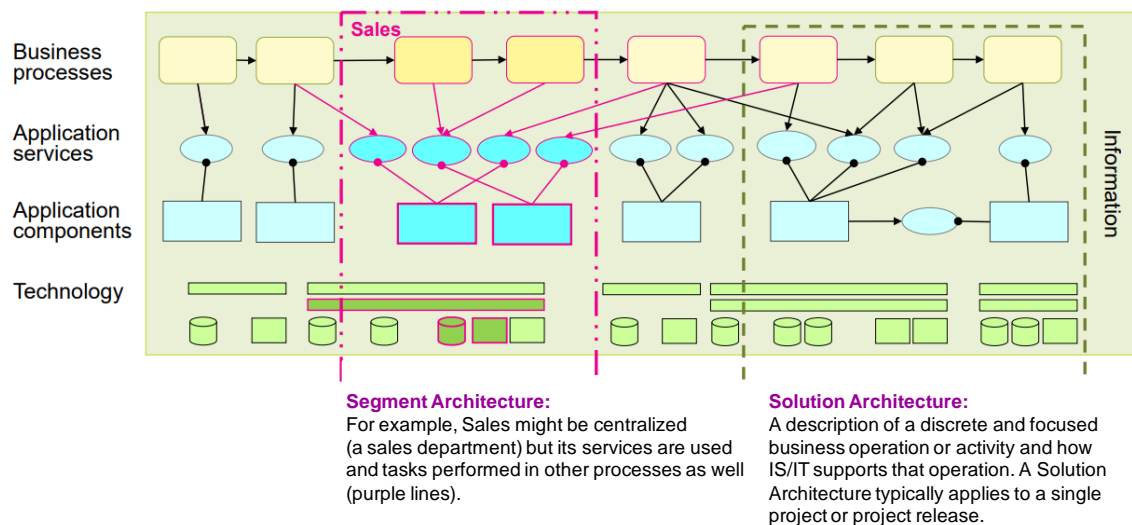 Sales
Business
processes
Application
services
Application
components
Technology
Information
Segment Architecture:
For example, Sales might be centralized
(a sales department) but its services are used
and tasks performed in other processes as well
(purple lines).
Solution Architecture:
A description of a discrete and focused
business operation or activity and how
IS/IT supports that operation. A Solution
Architecture typically applies to a single
project or project release.